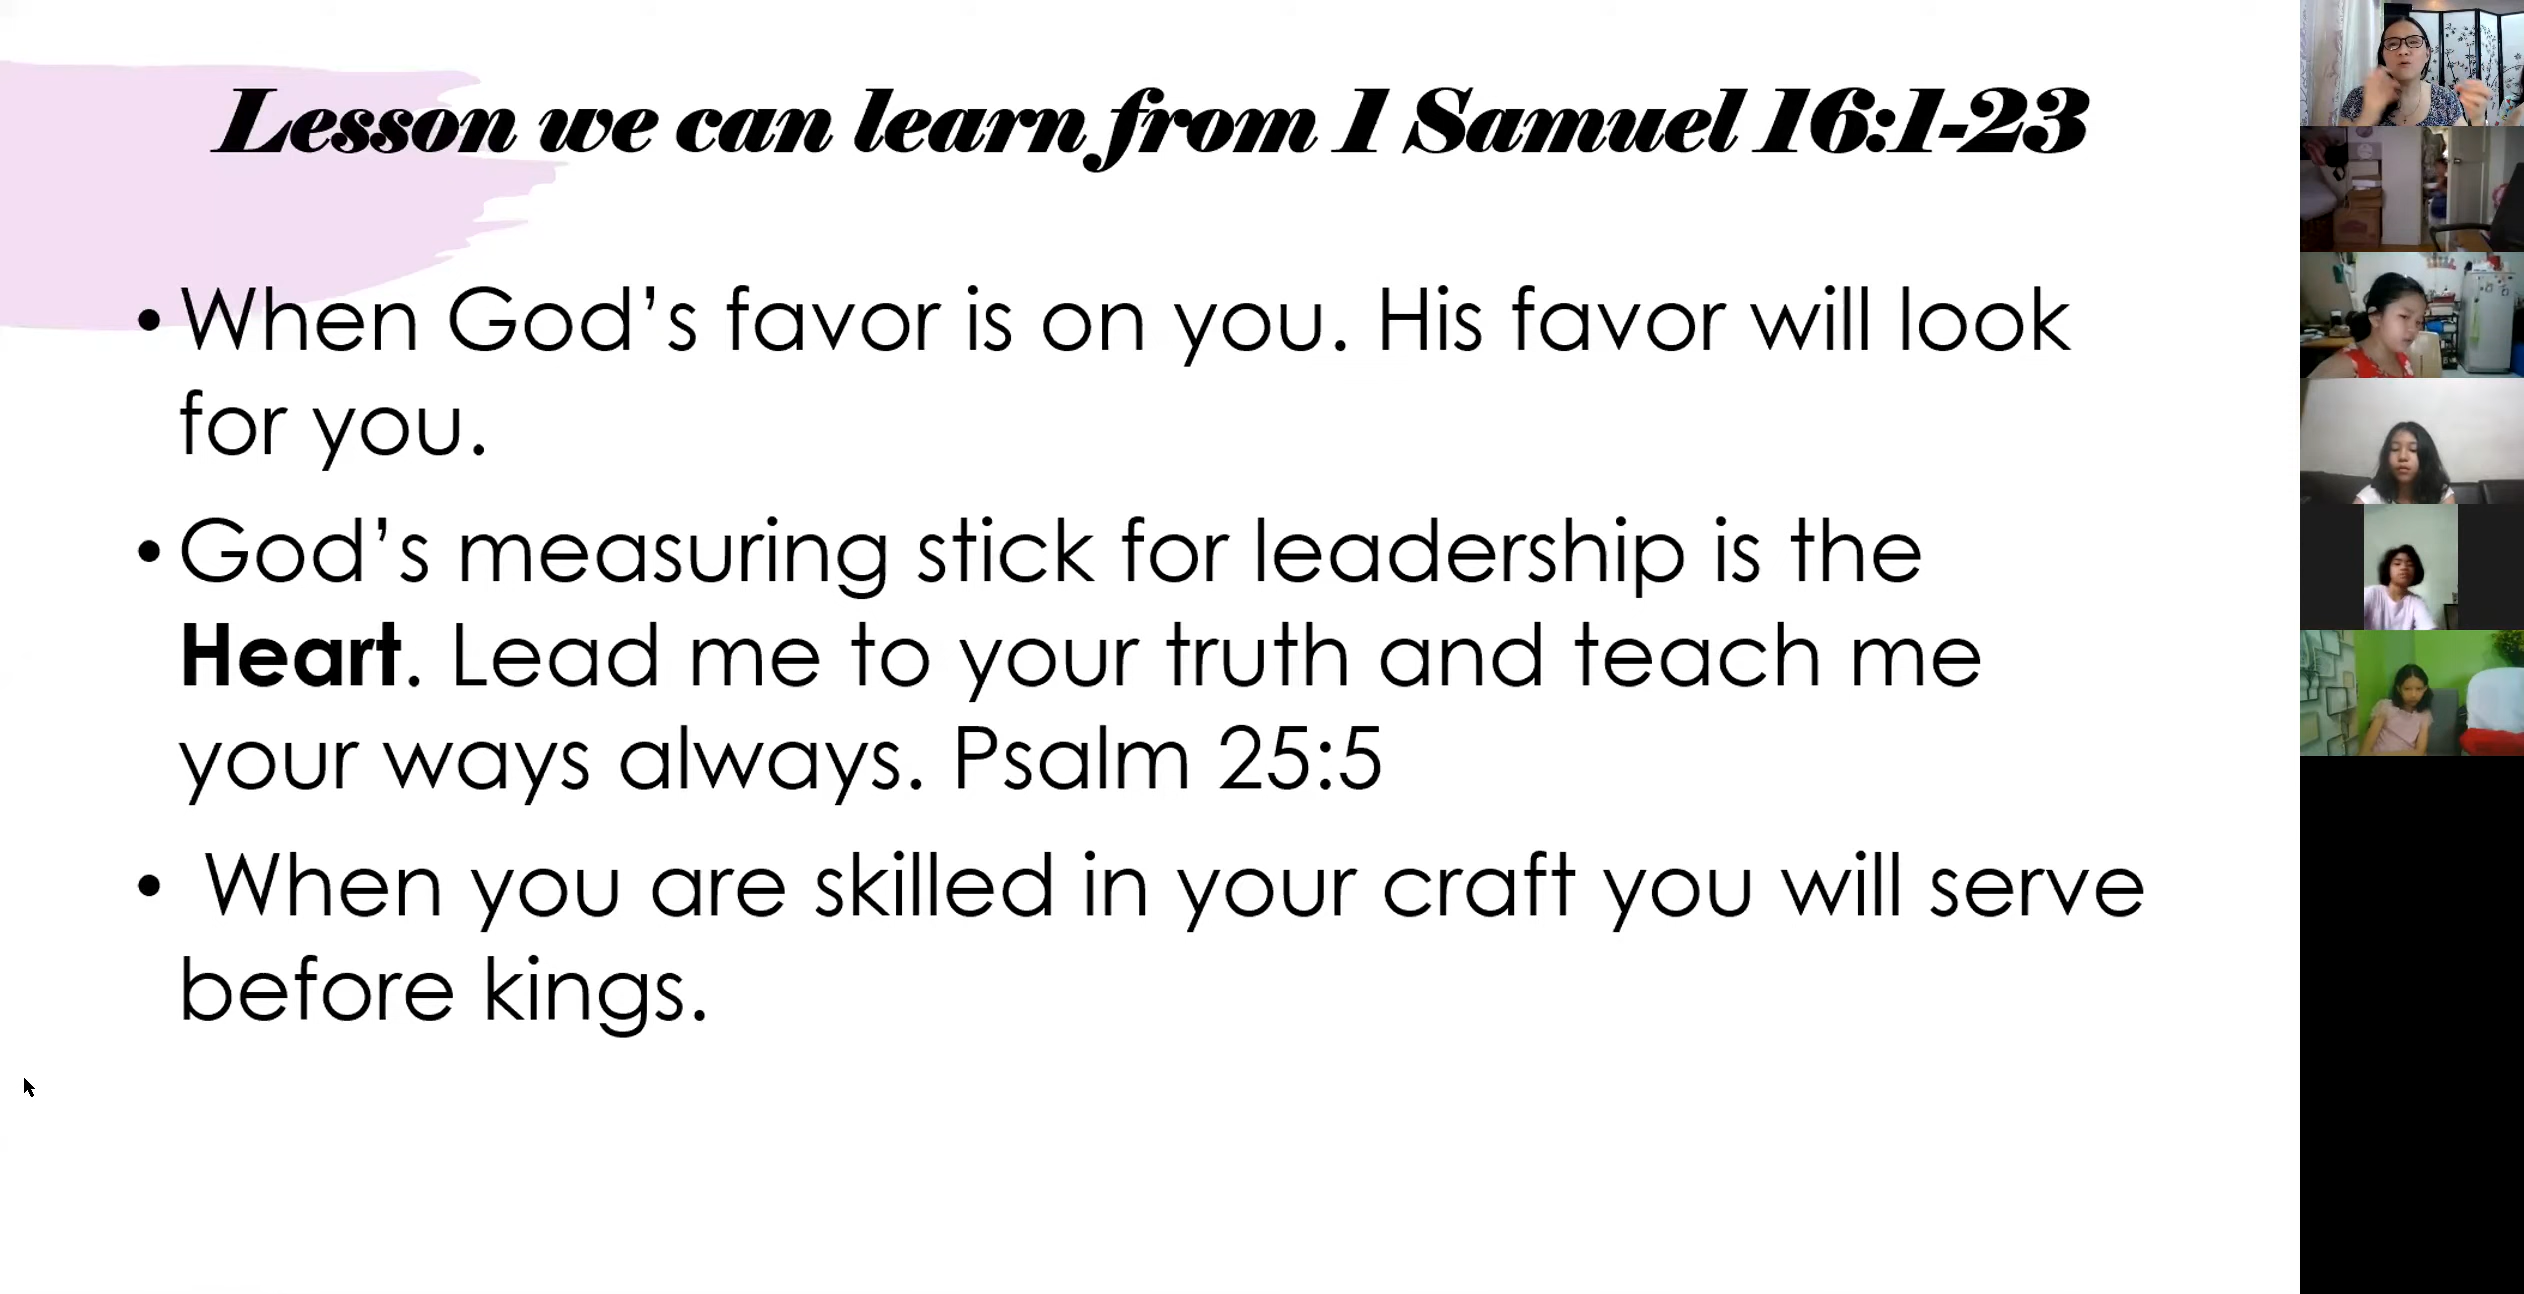 Lesson we can learn from 1 Samuel 16:1-23
• When God’s favor is on you. His favor will look
for you.
• God’s measuring stick for leadership is the
Heart. Lead me to your truth and teach me
your ways always. Psalm 25:5
• When you are skilled in your craft you will serve
before kings.